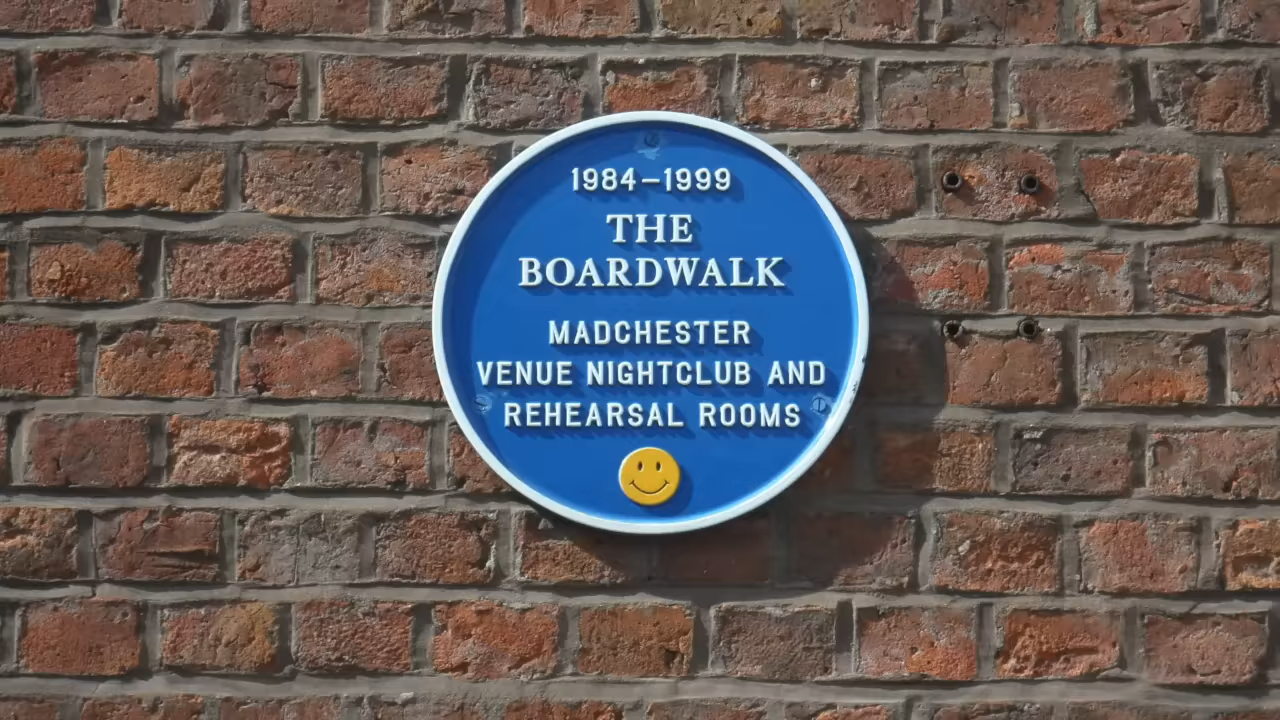 1984–1999
THE
BOARDWALK
MADCHESTER
VENUE NIGHTCLUB AND
REHEARSAL ROOMS